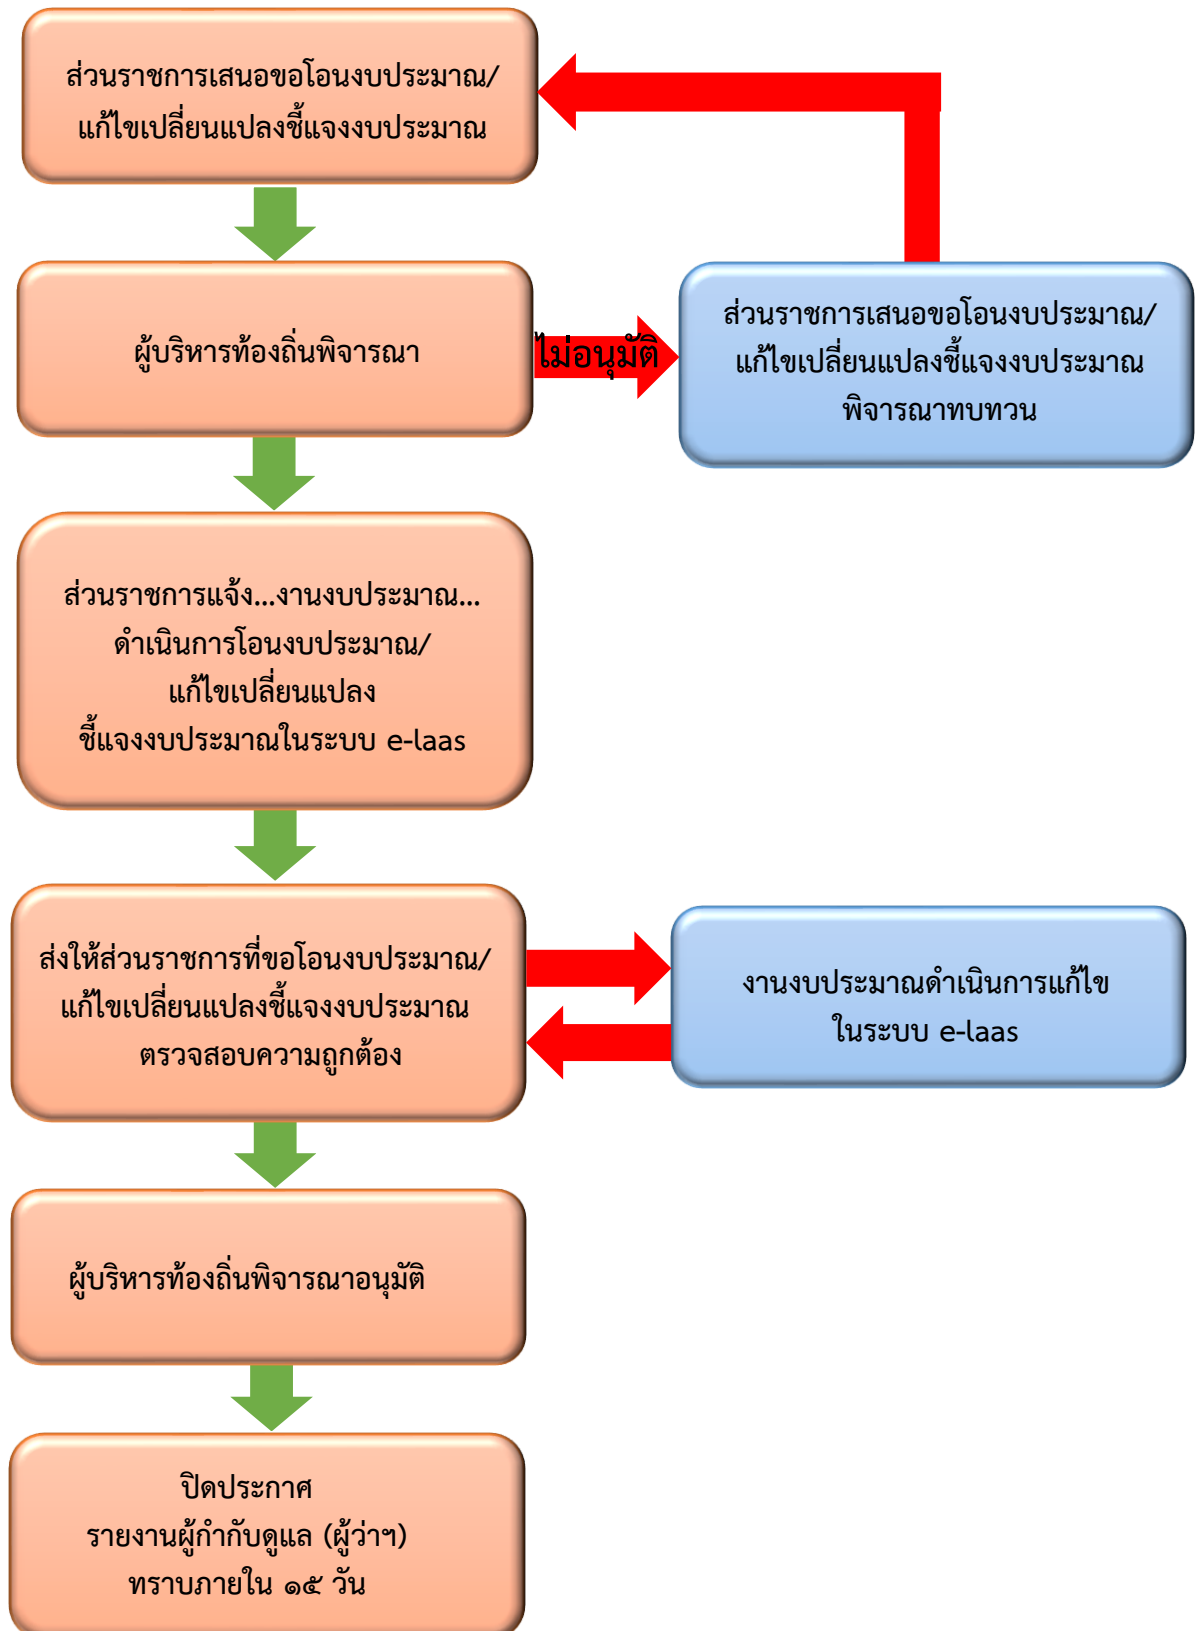 ส่วนราชการเสนอขอโอนงบประมาณ/
แก้ไขเปลี่ยนแปลงชี้แจงงบประมาณ
ผู้บริหารท้องถิ่นพิจารณา
ไม่อนุมัติ
ส่วนราชการเสนอขอโอนงบประมาณ/
แก้ไขเปลี่ยนแปลงชี้แจงงบประมาณ
พิจารณาทบทวน
ส่วนราชการแจ้ง...งานงบประมาณ...
ดำเนินการโอนงบประมาณ/
แก้ไขเปลี่ยนแปลง
ชี้แจงงบประมาณในระบบ e-laas
ส่งให้ส่วนราชการที่ขอโอนงบประมาณ/
แก้ไขเปลี่ยนแปลงชี้แจงงบประมาณ
ตรวจสอบความถูกต้อง
งานงบประมาณดำเนินการแก้ไข
ในระบบ e-laas
ผู้บริหารท้องถิ่นพิจารณาอนุมัติ
ปิดประกาศ
รายงานผู้กำกับดูแล (ผู้ว่าฯ)
ทราบภายใน ๑๕ วัน